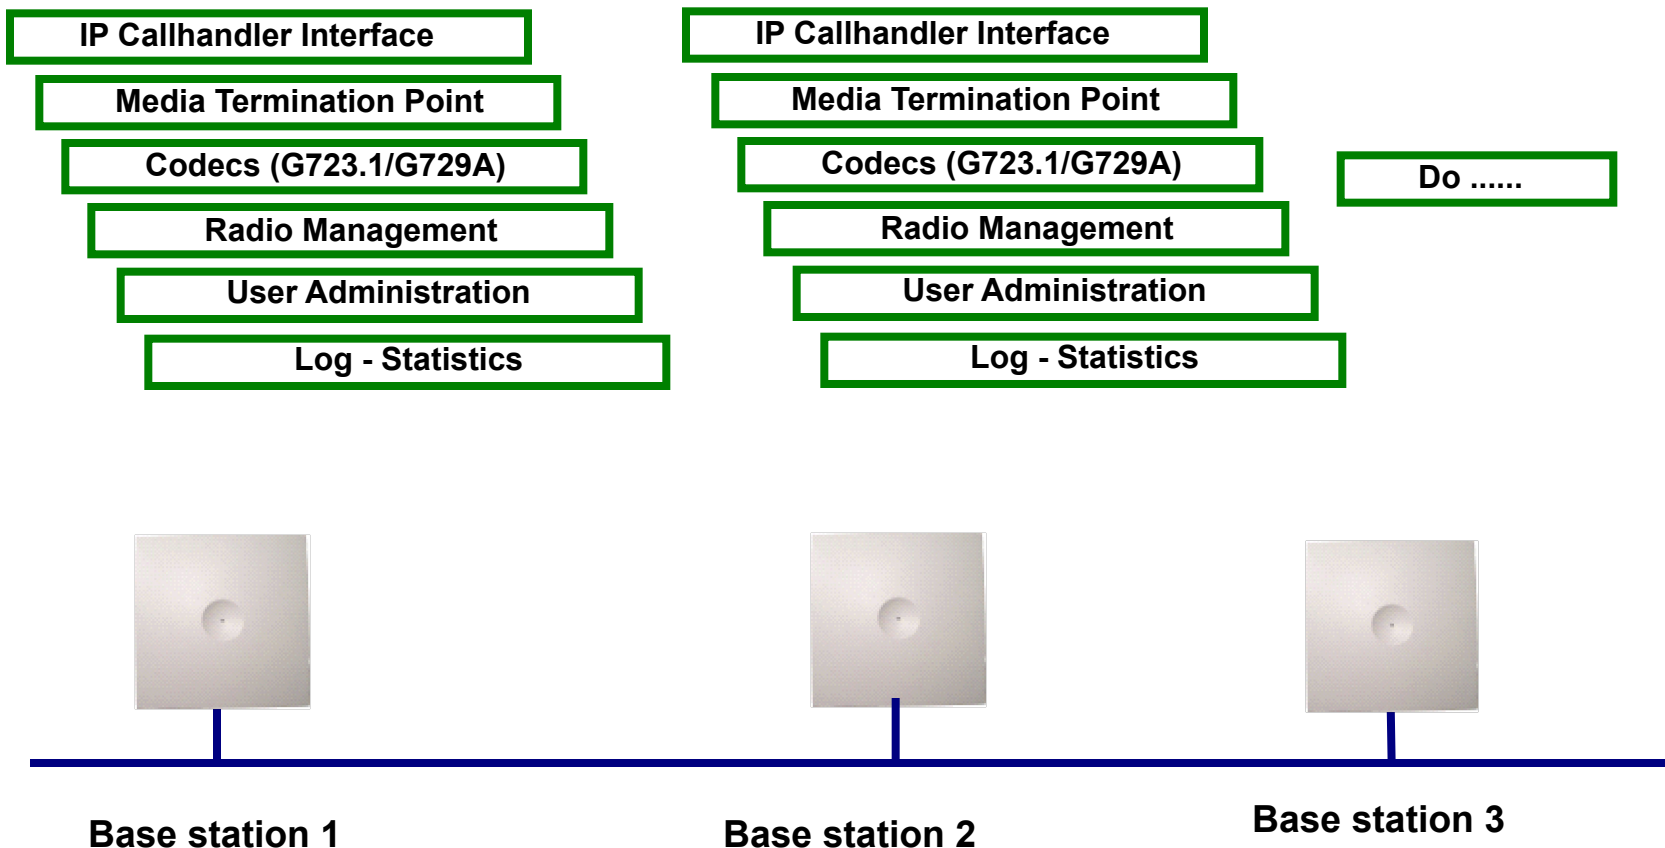 IP Callhandler Interface
Media Termination Point
Codecs (G723.1/G729A)
Radio Management
User Administration
Log - Statistics
IP Callhandler Interface
Media Termination Point
Codecs (G723.1/G729A)
Radio Management
User Administration
Log - Statistics
Do ......
Base station 1
Base station 2
Base station 3